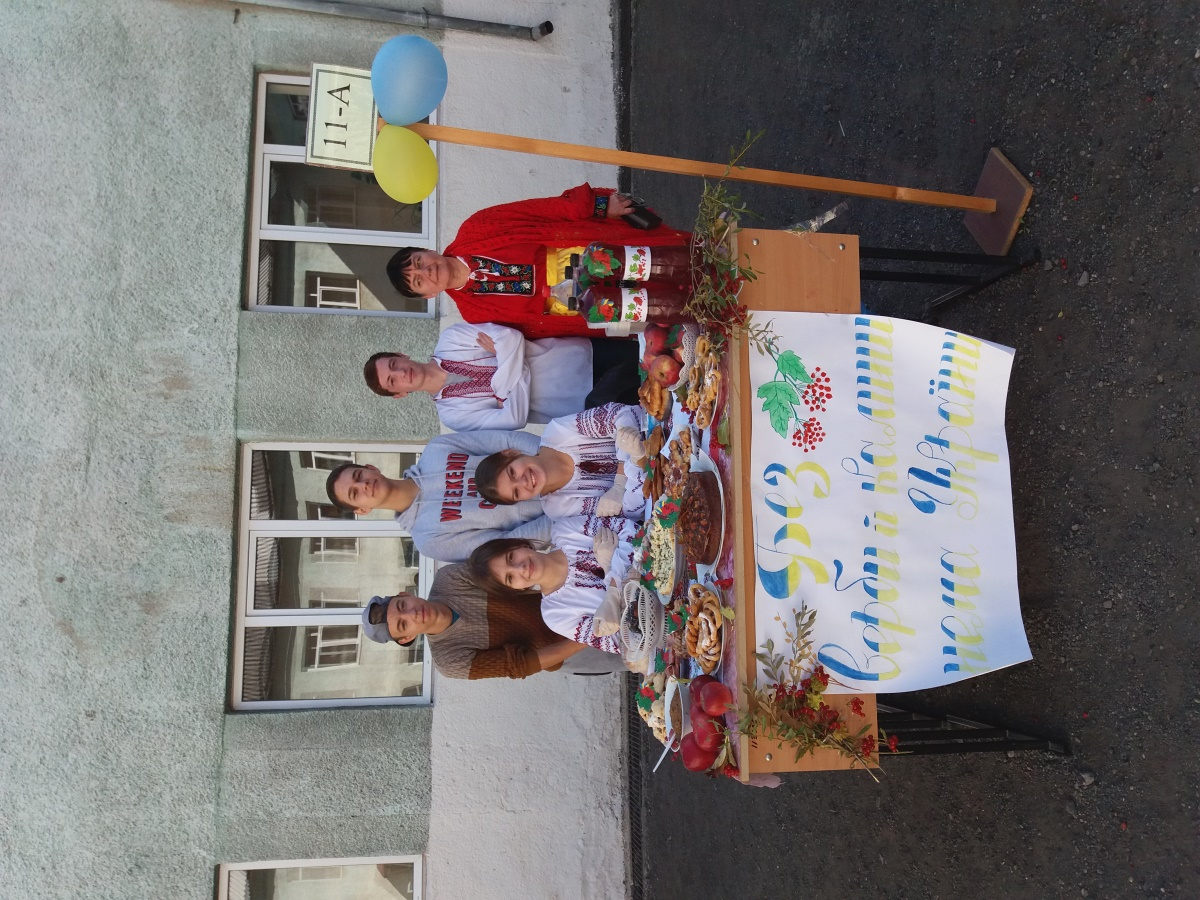 11-А
WEEKEND
Без
верби й калини
нема України